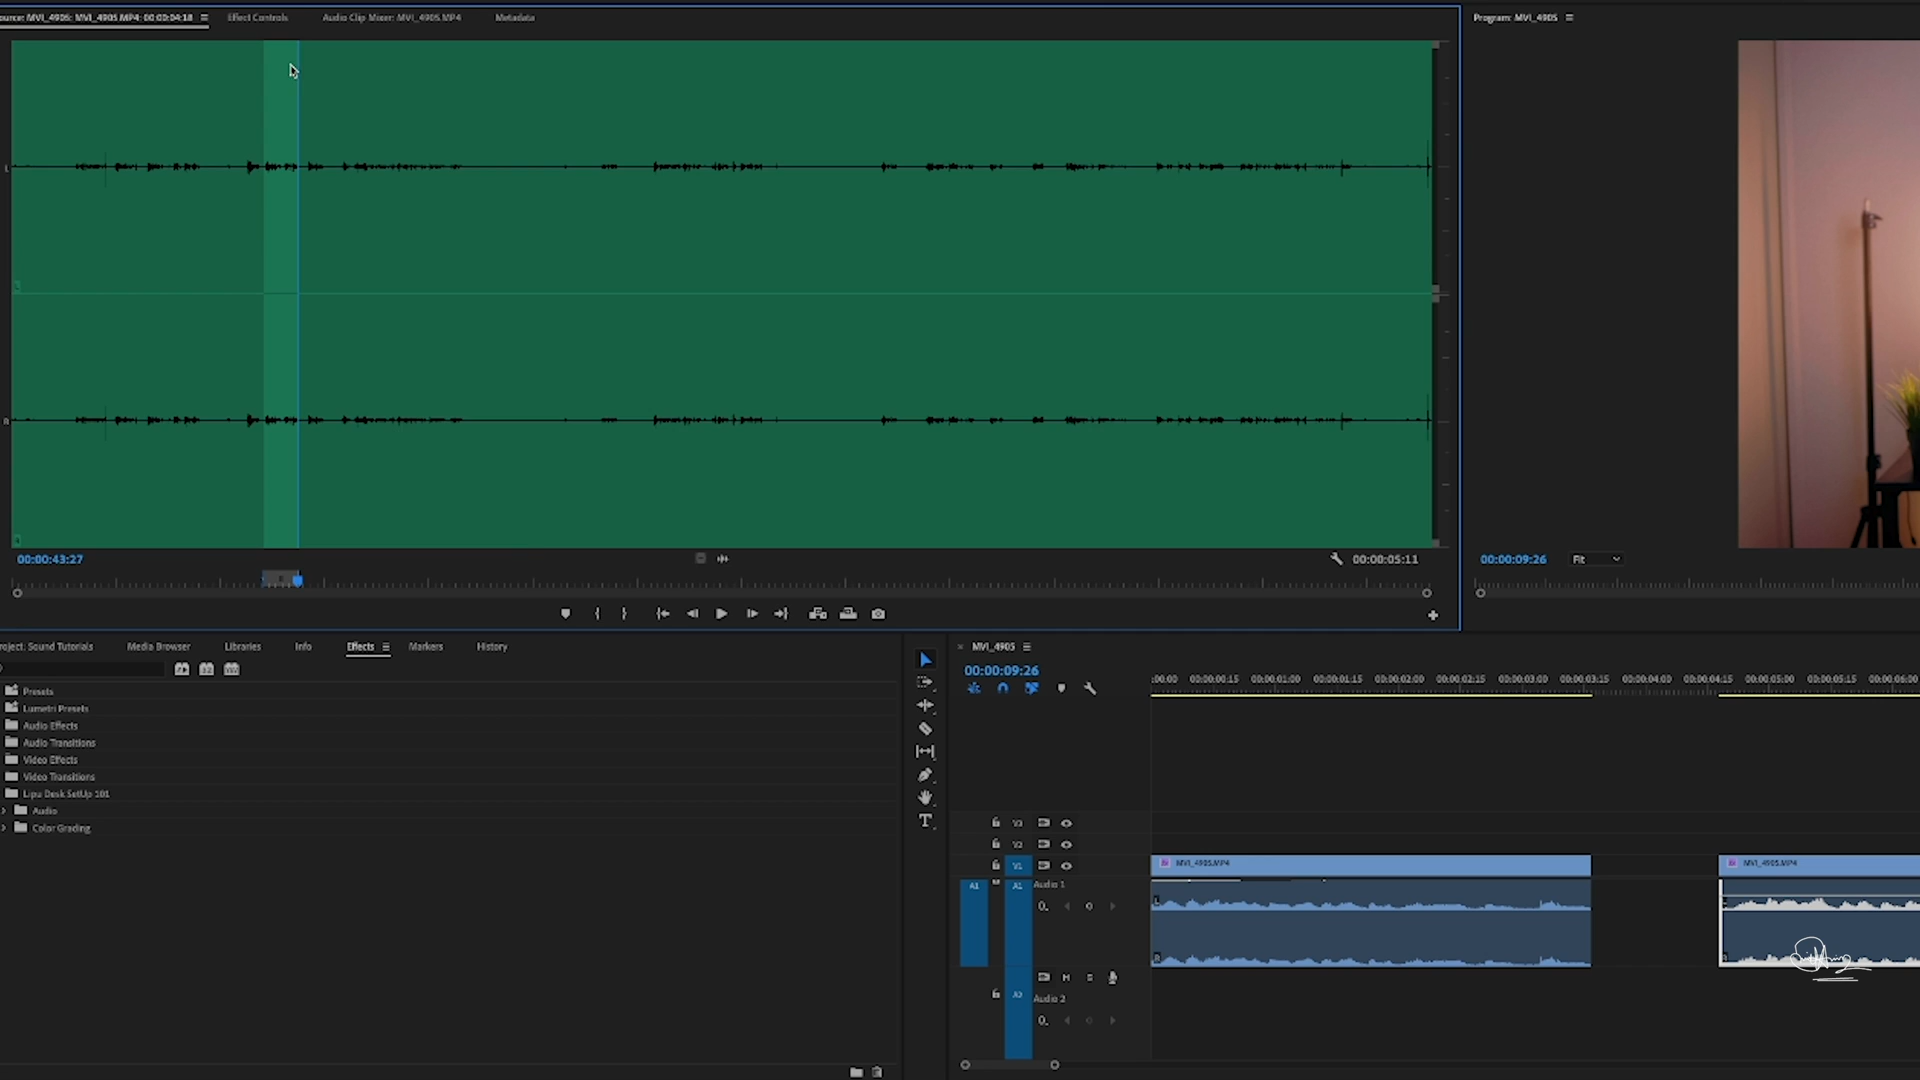 ource: MVI_4905: MVI_4905.MP4: 00:00:04:18
Effect Controls
Audio Clip Mixer: MVI_4905.MP4
Metadata
Program: MVI_4905
L
R
L
R
00:00:43:27
00:00:05:11
00:00:09:26
Fit
roject: Sound Tutorials
Media Browser
Libraries
Info
Effects
Markers
History
Presets
Lumetri Presets
Audio Effects
Audio Transitions
Video Effects
Video Transitions
Lipu Desk SetUp 101
Audio
Color Grading
MVI_4905
00:00:09:26
:00:00 00:00:00:15 00:00:01:00 00:00:01:15 00:00:02:00 00:00:02:15 00:00:03:00 00:00:03:15 00:00:04:00 00:00:04:15 00:00:05:00 00:00:05:15 00:00:06:00
T
V3
V2
V1
MVI_4905.MP4
MVI_4905.MP4
A1
A1
Audio 1
0.
M S
A2
Audio 2
0.